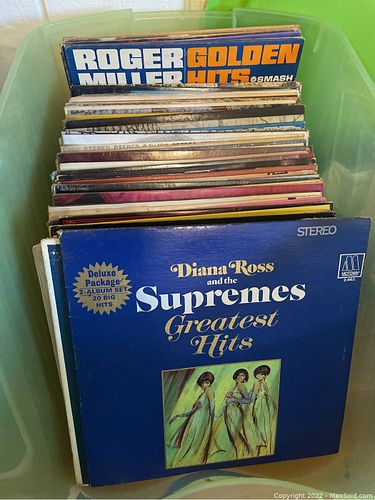 ROGER GOLDEN
MILLER HITS SMASH
STEREO
MOTOWN
Deluxe
Package
2-ALBUM SET
20 BIG
HITS
Diana Ross
and the
Supremes
Greatest
Hits
Copyright 2022 - MaxSold.com